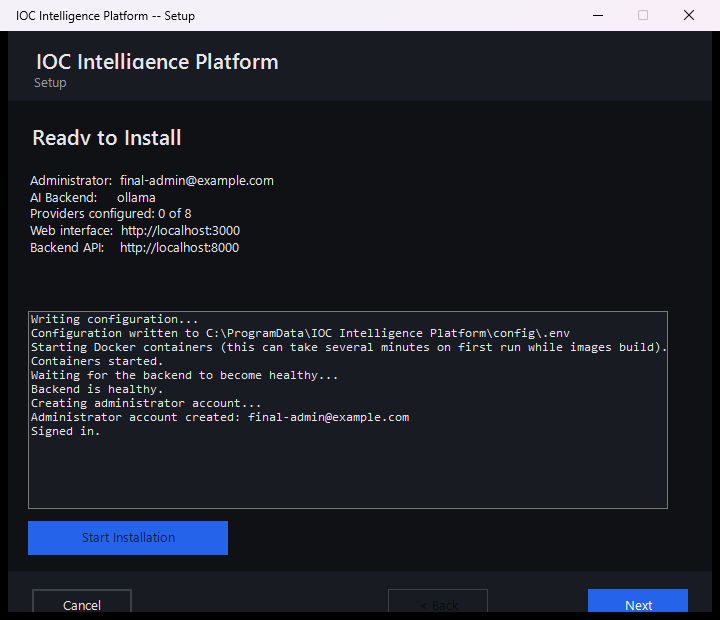 IOC Intelligence Platform -- Setup
IOC Intelligence Platform
Setup
Ready to Install
Administrator: final-admin@example.com
AI Backend: ollama
Providers configured: 0 of 8
Web interface: http://localhost:3000
Backend API: http://localhost:8000
Writing configuration...
Configuration written to C:\ProgramData\IOC Intelligence Platform\config\.env
Starting Docker containers (this can take several minutes on first run while images build).
Containers started.
Waiting for the backend to become healthy...
Backend is healthy.
Creating administrator account...
Administrator account created: final-admin@example.com
Signed in.
Start Installation
Cancel
< Back
Next